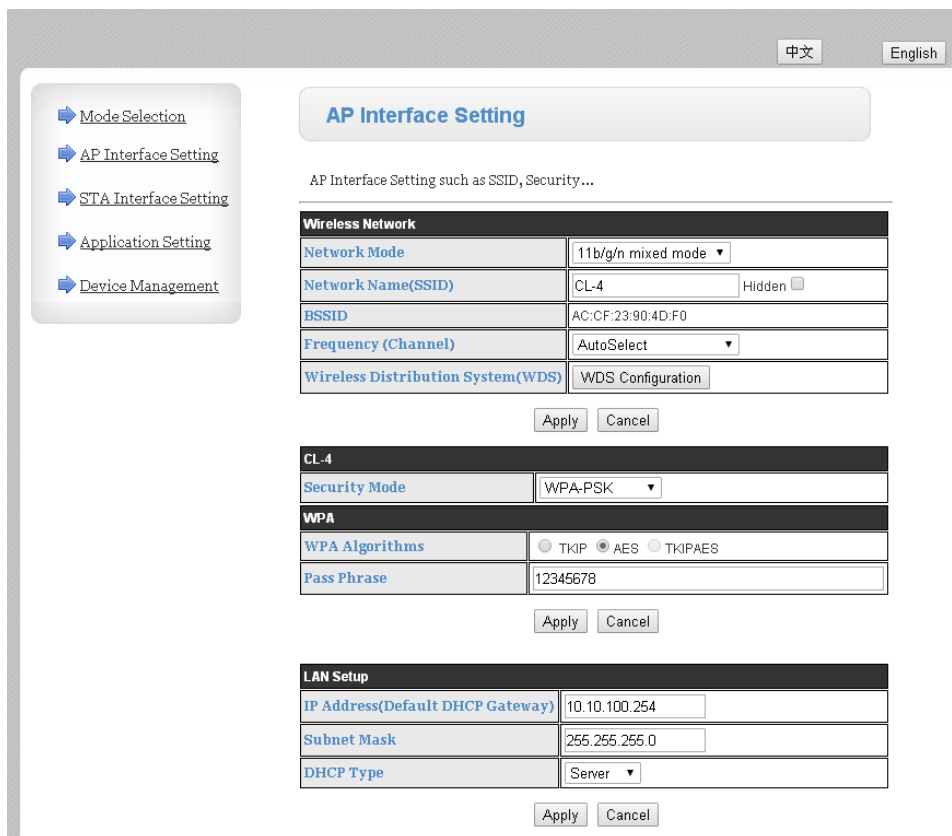 中文 English
Mode Selection
AP Interface Setting
STA Interface Setting
Application Setting
Device Management
AP Interface Setting
AP Interface Setting such as SSID, Security...
Wireless Network
Network Mode 11b/g/n mixed mode
Network Name(SSID) CL-4 Hidden
BSSID AC:CF:23:90:4D:F0
Frequency (Channel) AutoSelect
Wireless Distribution System(WDS) WDS Configuration
Apply Cancel
CL-4
Security Mode WPA-PSK
WPA
WPA Algorithms TKIP AES TKIPAES
Pass Phrase 12345678
Apply Cancel
LAN Setup
IP Address(Default DHCP Gateway) 10.10.100.254
Subnet Mask 255.255.255.0
DHCP Type Server
Apply Cancel